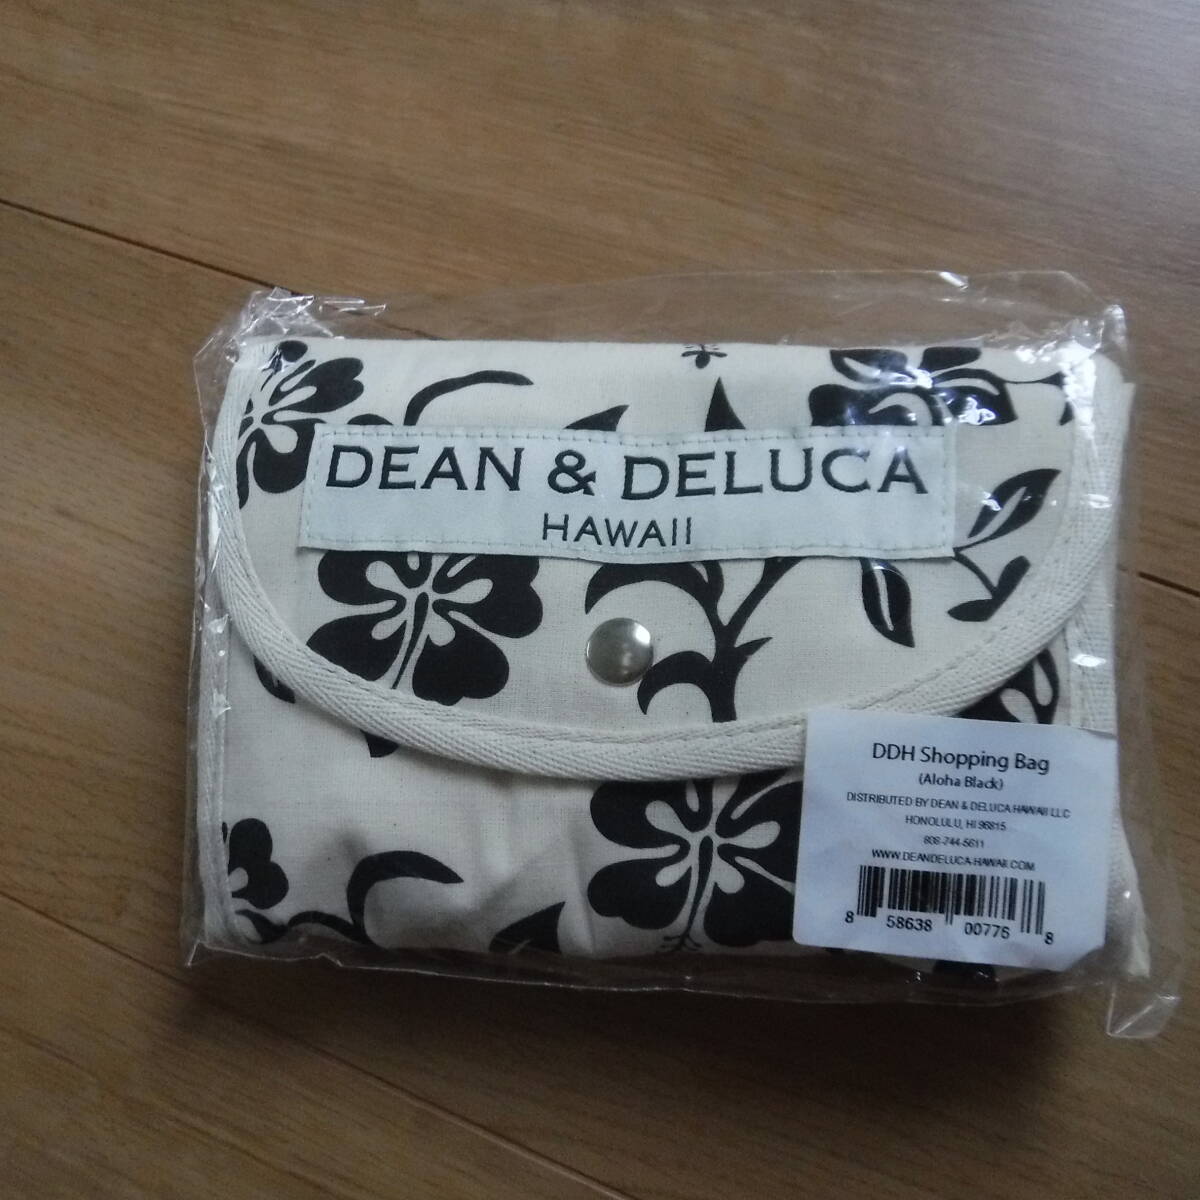 DEAN & DELUCA
HAWAII
DDH Shopping Bag
(Aloha Black)
DISTRIBUTED BY DEAN & DELUCA HAWAII LLC
HONOLULU, HI 96815
808-744-5611
WWW.DEANDELUCA-HAWAII.COM
8 58638 00776 8